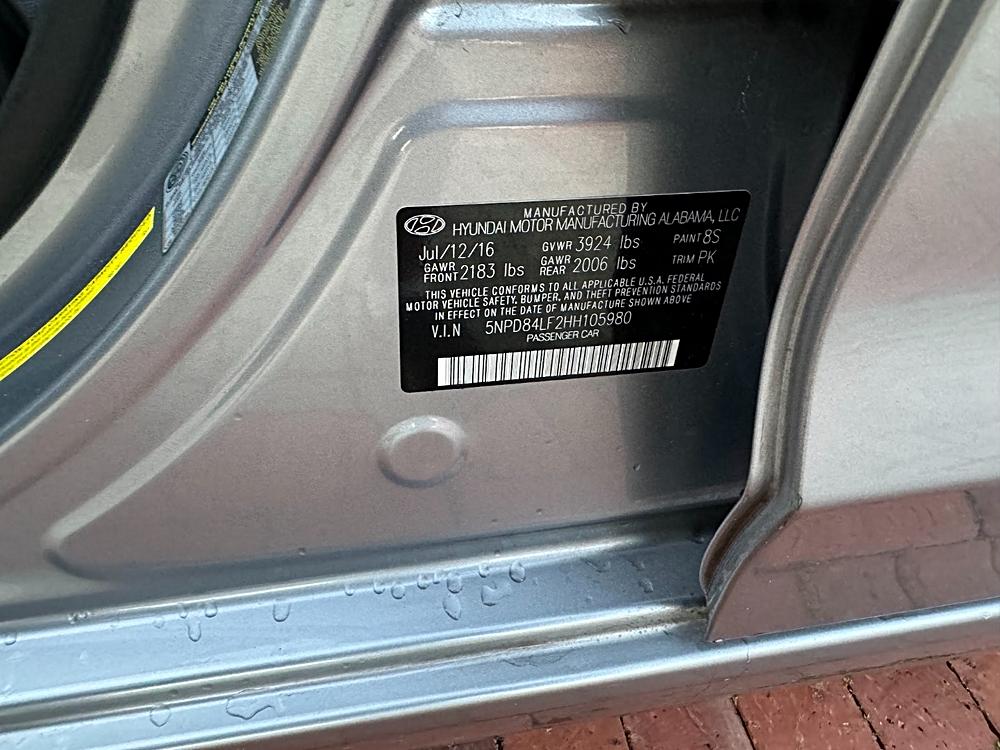 MANUFACTURED BY
HYUNDAI MOTOR MANUFACTURING ALABAMA, LLC
Jul/12/16 GVWR 3924 lbs PAINT 8S
GAWR FRONT 2183 lbs GAWR REAR 2006 lbs TRIM PK
THIS VEHICLE CONFORMS TO ALL APPLICABLE U.S.A. FEDERAL
MOTOR VEHICLE SAFETY, BUMPER, AND THEFT PREVENTION STANDARDS
IN EFFECT ON THE DATE OF MANUFACTURE SHOWN ABOVE
V.I.N 5NPD84LF2HH105980
PASSENGER CAR